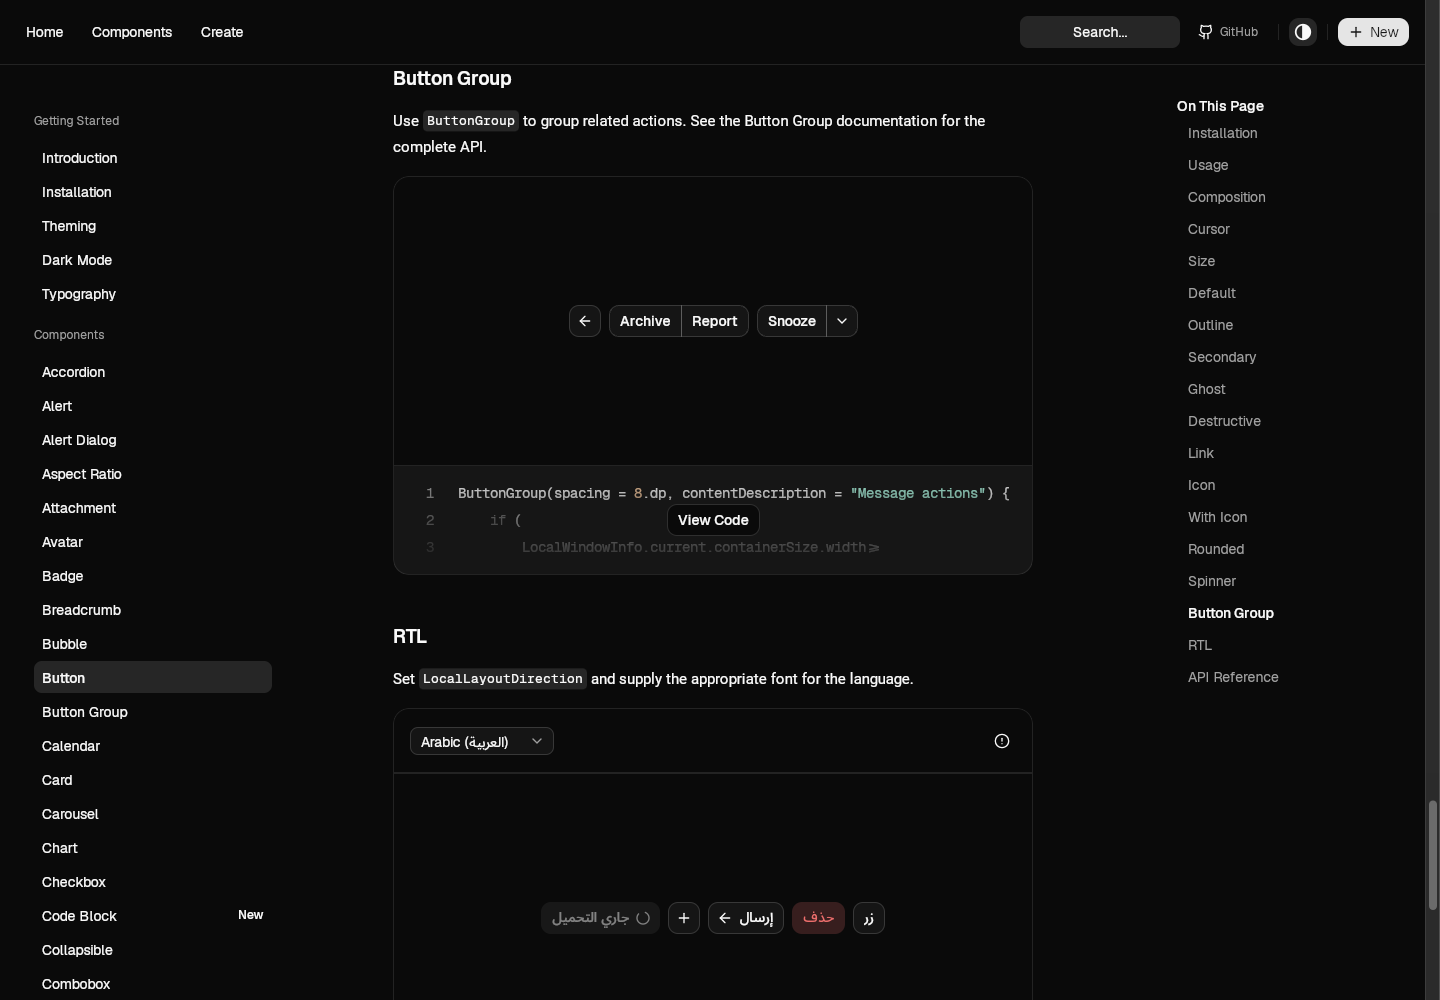 Home
Components
Create
Search...
GitHub
New
Getting Started
Introduction
Installation
Theming
Dark Mode
Typography
Components
Accordion
Alert
Alert Dialog
Aspect Ratio
Attachment
Avatar
Badge
Breadcrumb
Bubble
Button
Button Group
Calendar
Card
Carousel
Chart
Checkbox
Code Block New
Collapsible
Combobox
Button Group
Use ButtonGroup to group related actions. See the Button Group documentation for the
complete API.
Archive Report Snooze
1 ButtonGroup(spacing = 8.dp, contentDescription = "Message actions") {
2 if (
View Code
3 LocalWindowInfo.current.containerSize.width>=
RTL
Set LocalLayoutDirection and supply the appropriate font for the language.
Arabic (العربية)
زر
حذف
إرسال
جاري التحميل
On This Page
Installation
Usage
Composition
Cursor
Size
Default
Outline
Secondary
Ghost
Destructive
Link
Icon
With Icon
Rounded
Spinner
Button Group
RTL
API Reference